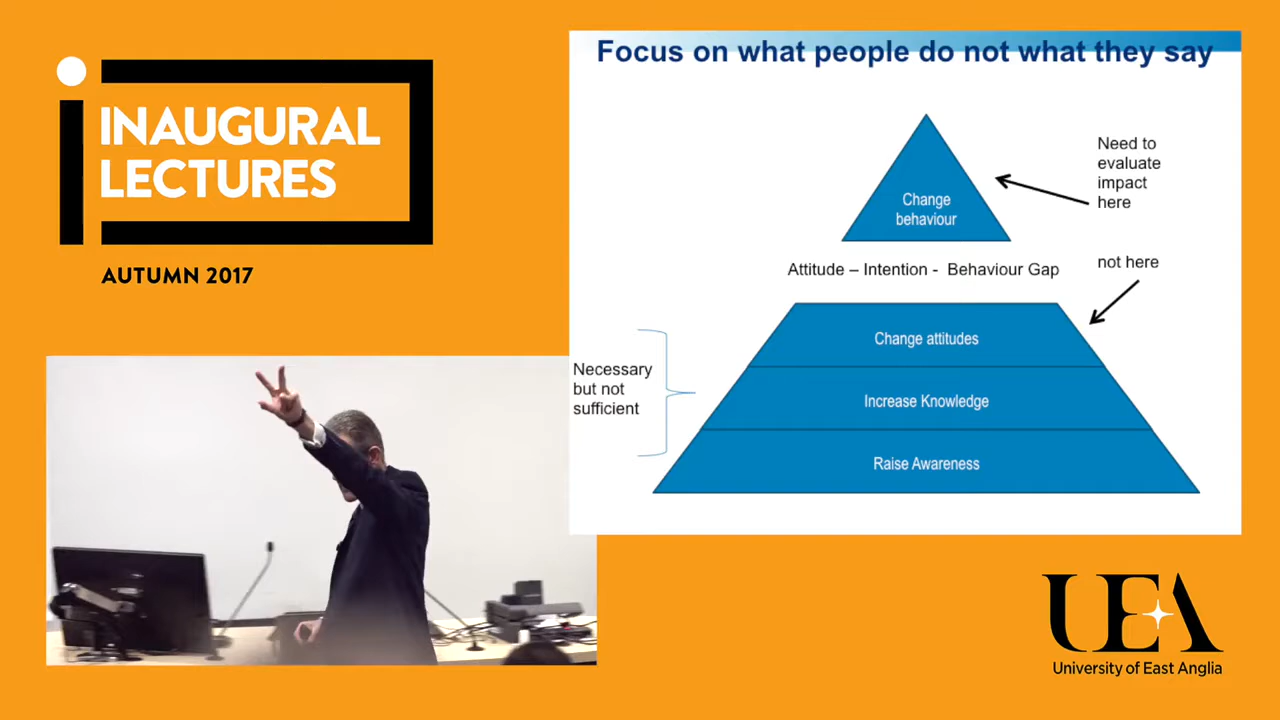 INAUGURAL
LECTURES
AUTUMN 2017
Focus on what people do not what they say
Change
behaviour
Need to
evaluate
impact
here
Attitude – Intention - Behaviour Gap
not here
Change attitudes
Necessary
but not
sufficient
Increase Knowledge
Raise Awareness
UEA
University of East Anglia